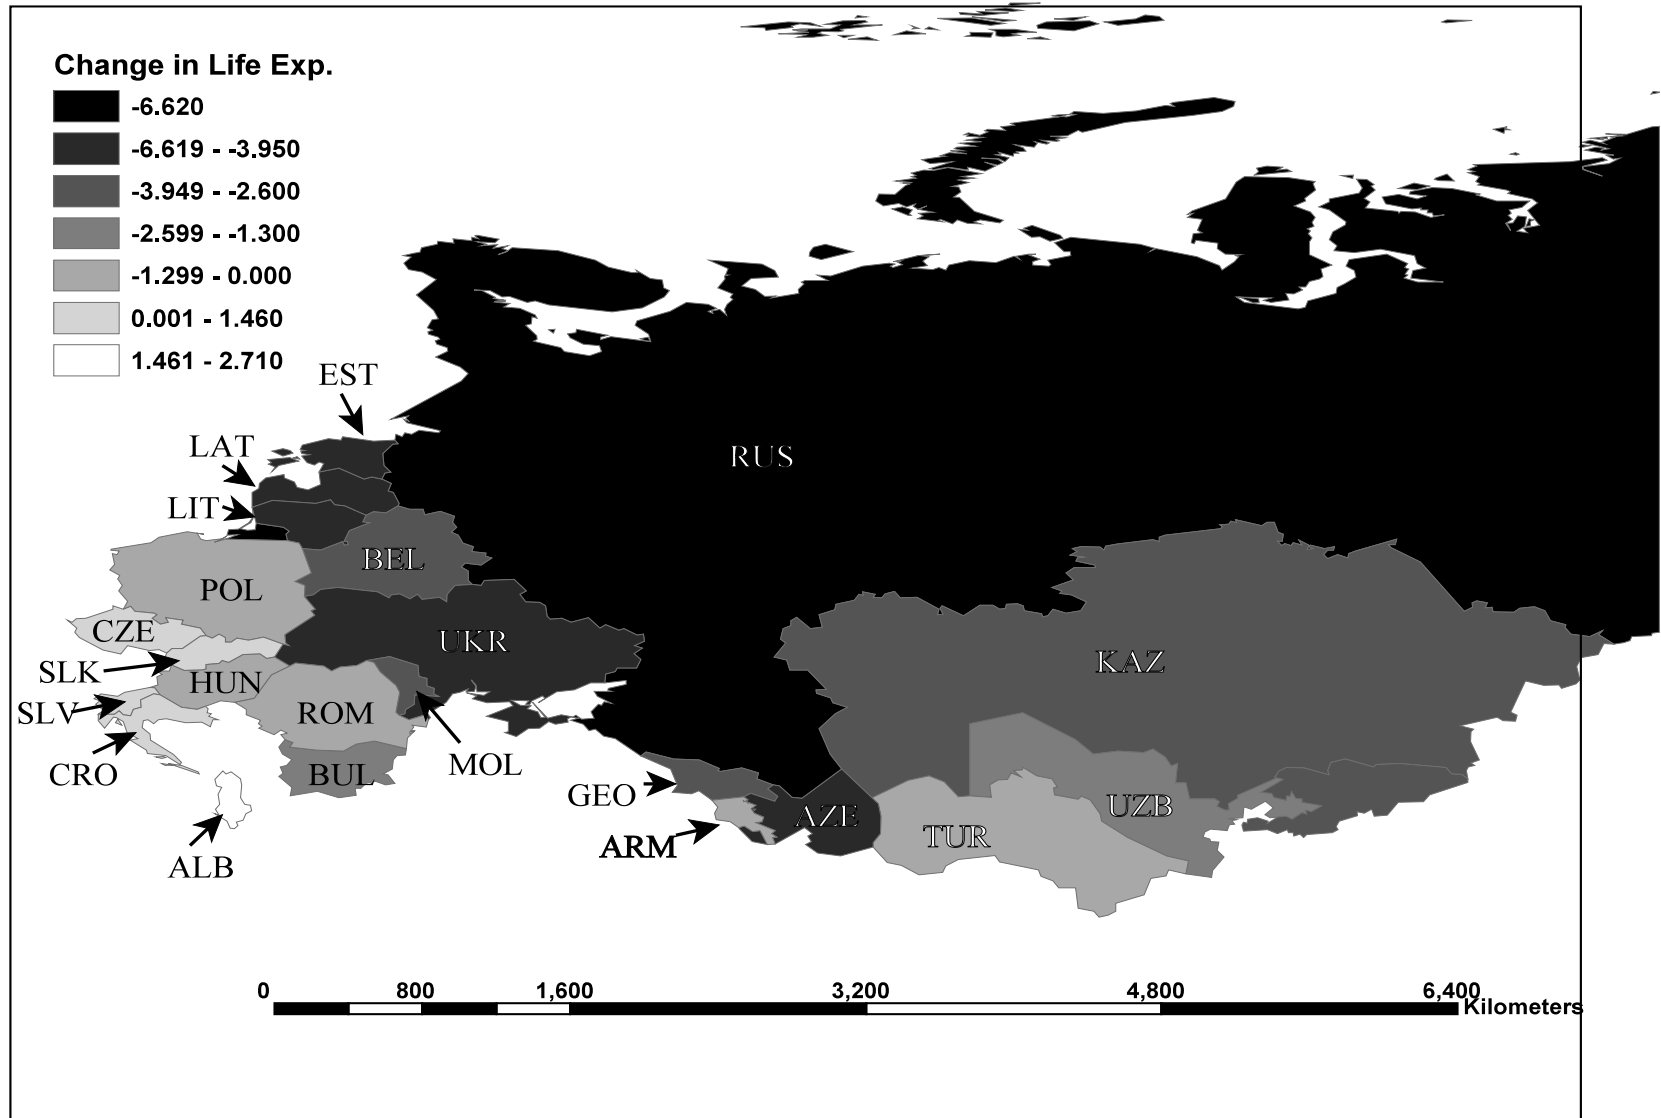 Change in Life Exp.
-6.620
-6.619 - -3.950
-3.949 - -2.600
-2.599 - -1.300
-1.299 - 0.000
0.001 - 1.460
1.461 - 2.710
EST
LAT
RUS
LIT
BEL
POL
CZE
UKR
KAZ
SLK
HUN
SLV
ROM
MOL
CRO
BUL
GEO
UZB
AZE
TUR
ARM
ALB
0 800 1,600 3,200 4,800 6,400
Kilometers